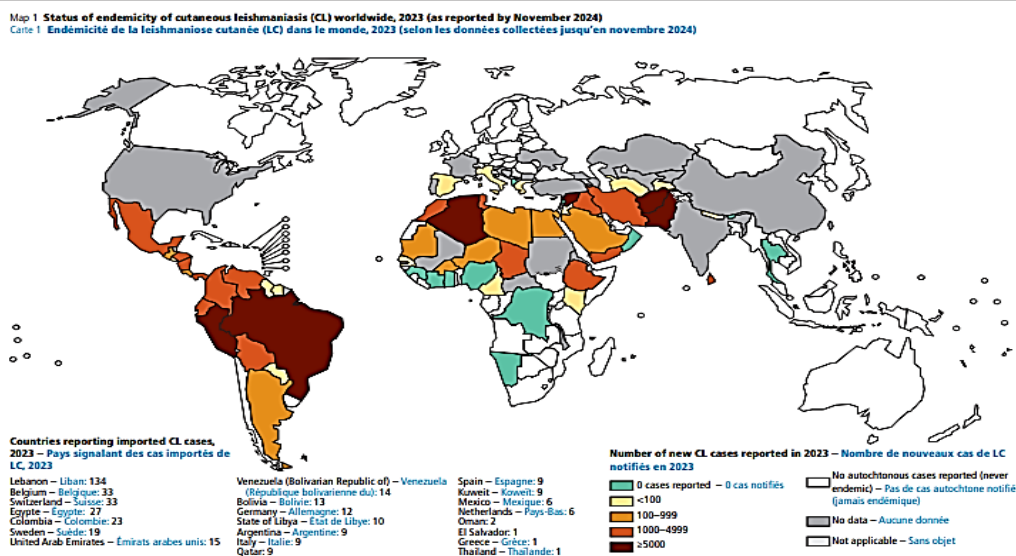 Map 1 Status of endemicity of cutaneous leishmaniasis (CL) worldwide, 2023 (as reported by November 2024)
Carte 1 Endémicité de la leishmaniose cutanée (LC) dans le monde, 2023 (selon les données collectées jusqu'en novembre 2024)
Countries reporting imported CL cases,
2023 – Pays signalant des cas importés de
LC, 2023
Lebanon – Liban: 134
Belgium – Belgique: 33
Switzerland – Suisse: 33
Egypte – Égypte: 27
Colombia – Colombie: 23
Sweden – Suède: 19
United Arab Emirates – Émirats arabes unis: 15
Venezuela (Bolivarian Republic of) – Venezuela
(République bolivarienne du): 14
Bolivia – Bolivie: 13
Germany – Allemagne: 12
State of Libya – État de Libye: 10
Argentina – Argentine: 9
Italy – Italie: 9
Qatar: 9
Spain – Espagne: 9
Kuwait – Koweït: 9
Mexico – Mexique: 6
Netherlands – Pays-Bas: 6
Oman: 2
El Salvador: 1
Greece – Grèce: 1
Thailand – Thaïlande: 1
Number of new CL cases reported in 2023 – Nombre de nouveaux cas de LC
notifiés en 2023
0 cases reported – 0 cas notifiés
<100
100–999
1000–4999
≥5000
No autochtonous cases reported (never
endemic) – Pas de cas autochtone notifié
(jamais endémique)
No data – Aucune donnée
Not applicable – Sans objet